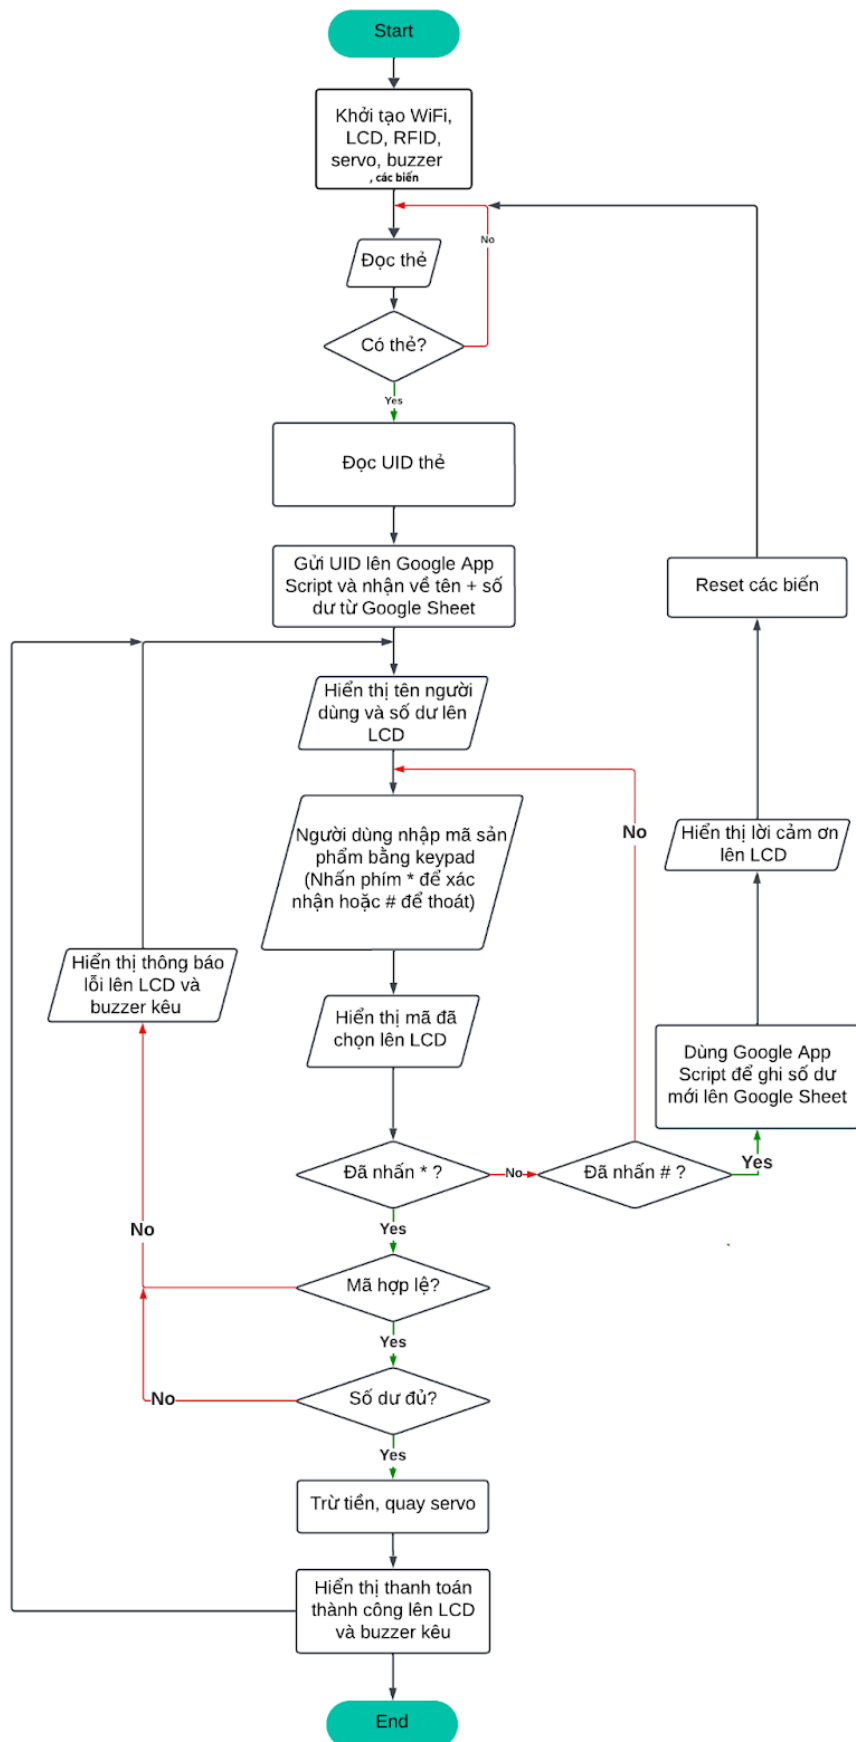 Start
Khởi tạo WiFi,
LCD, RFID,
servo, buzzer
, các biến
No
Đọc thẻ
Có thẻ?
Yes
Đọc UID thẻ
Gửi UID lên Google App
Script và nhận về tên + số
dư từ Google Sheet
Reset các biến
Hiển thị tên người
dùng và số dư lên
LCD
Người dùng nhập mã sản
phẩm bằng keypad
(Nhấn phím * để xác
nhận hoặc # để thoát)
No
Hiển thị lời cảm ơn
lên LCD
Hiển thị thông báo
lỗi lên LCD và
buzzer kêu
Hiển thị mã đã
chọn lên LCD
Dùng Google App
Script để ghi số dư
mới lên Google Sheet
Đã nhấn * ?
No
Đã nhấn # ?
Yes
Yes
No
Mã hợp lệ?
Yes
No
Số dư đủ?
Yes
Trừ tiền, quay servo
Hiển thị thanh toán
thành công lên LCD
và buzzer kêu
End